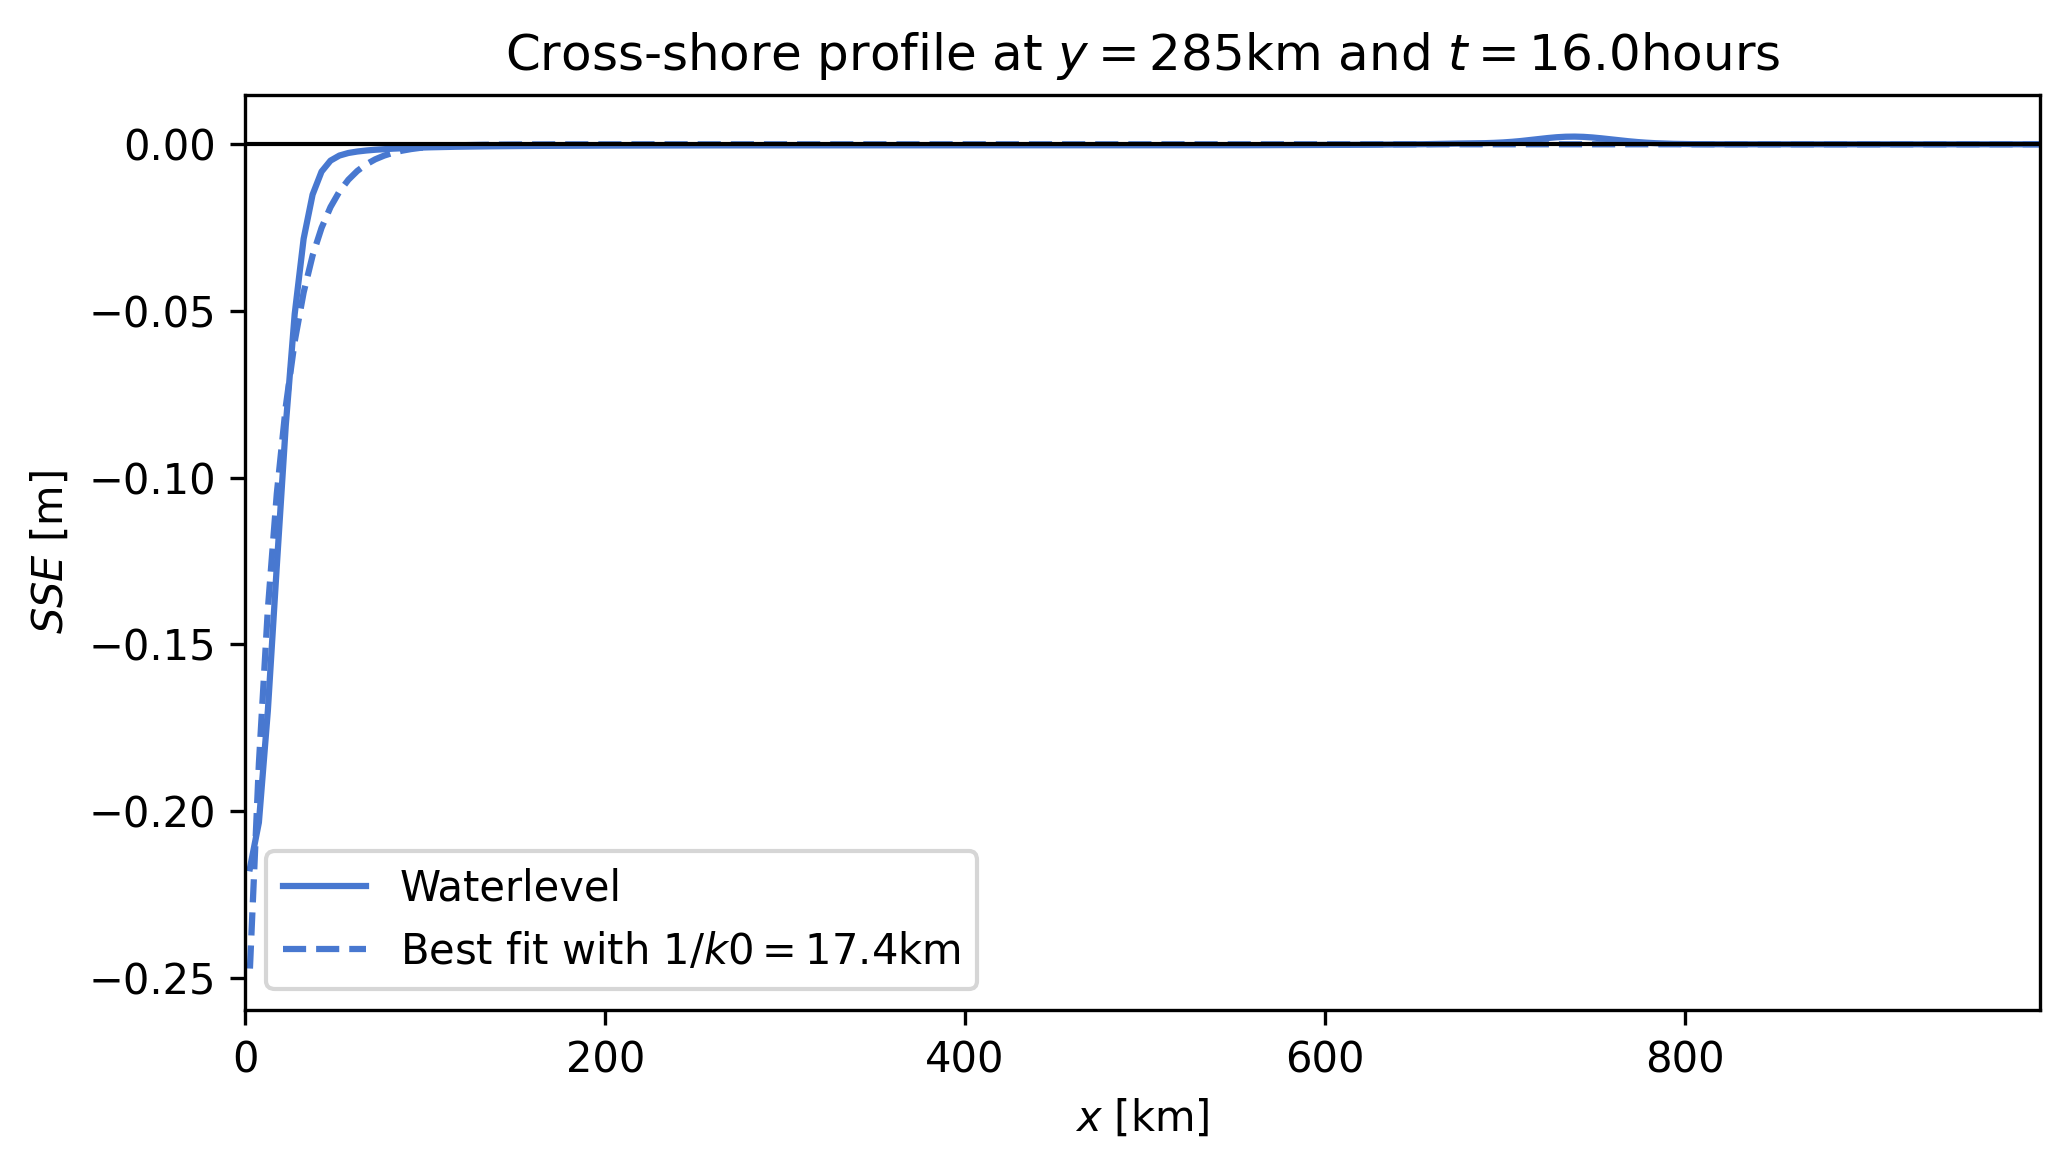 Cross-shore profile at y = 285km and t = 16.0hours
0.00
−0.05
−0.10
−0.15
−0.20
−0.25
SSE [m]
Waterlevel
Best fit with 1/k0 = 17.4km
0
200
400
600
800
x [km]